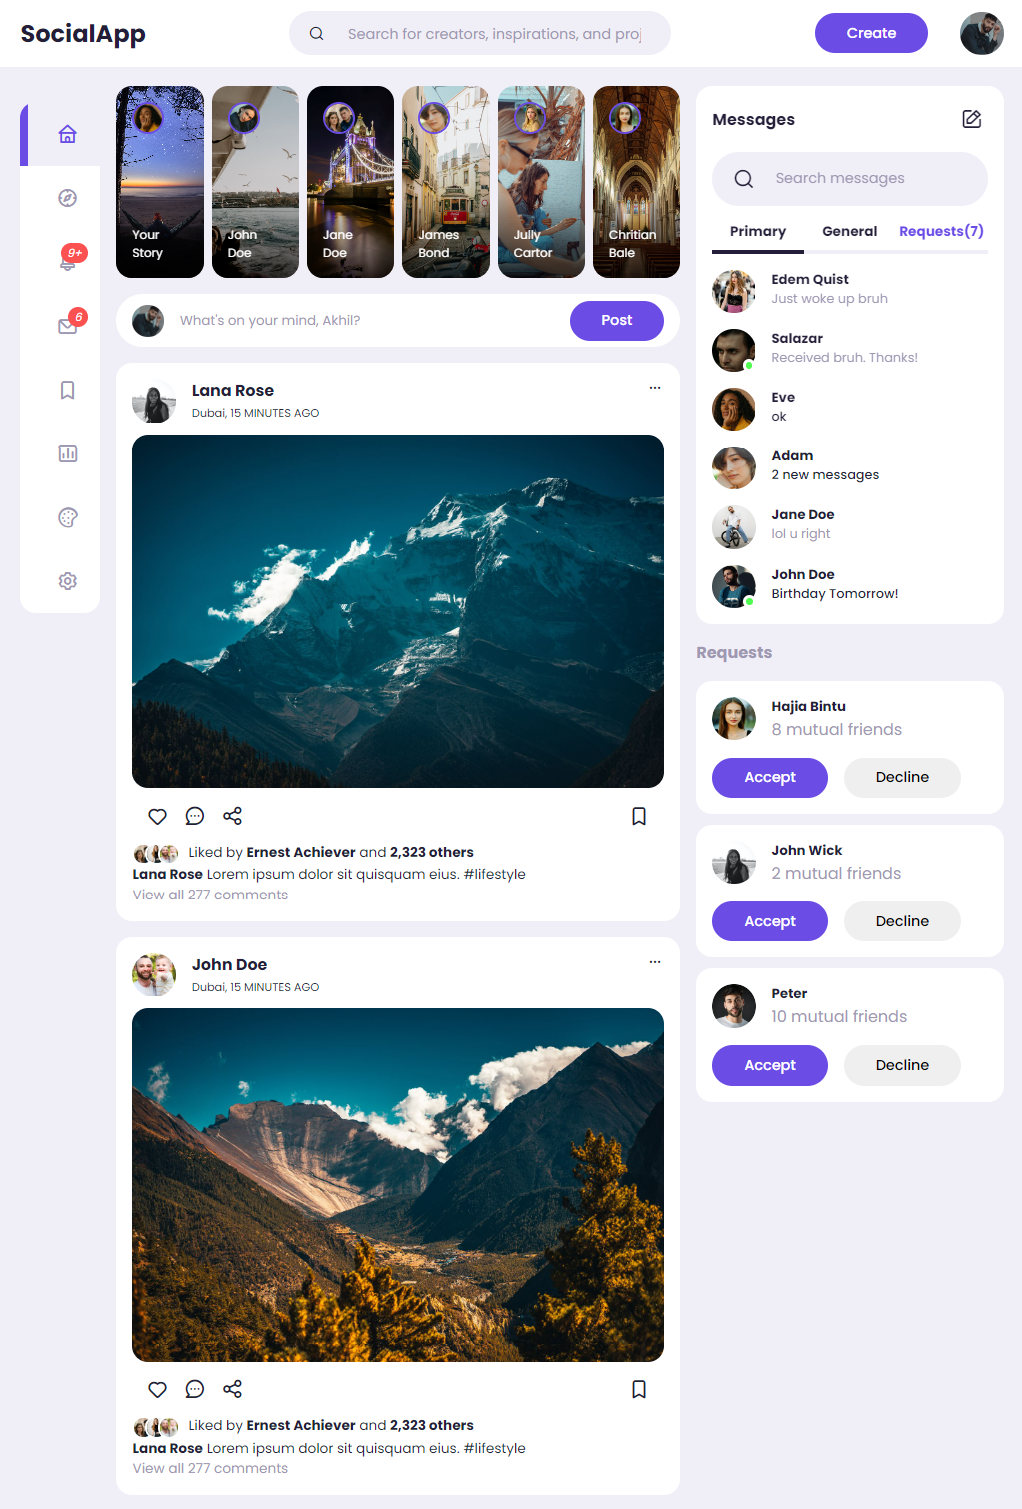 SocialApp
Search for creators, inspirations, and proj
Create
9+
6
Your
Story
John
Doe
Jane
Doe
James
Bond
Jully
Cartor
Chritian
Bale
What's on your mind, Akhil?
Post
Lana Rose
Dubai, 15 MINUTES AGO
Liked by Ernest Achiever and 2,323 others
Lana Rose Lorem ipsum dolor sit quisquam eius. #lifestyle
View all 277 comments
John Doe
Dubai, 15 MINUTES AGO
Liked by Ernest Achiever and 2,323 others
Lana Rose Lorem ipsum dolor sit quisquam eius. #lifestyle
View all 277 comments
Messages
Search messages
Primary General Requests(7)
Edem Quist
Just woke up bruh
Salazar
Received bruh. Thanks!
Eve
ok
Adam
2 new messages
Jane Doe
lol u right
John Doe
Birthday Tomorrow!
Requests
Hajia Bintu
8 mutual friends
Accept Decline
John Wick
2 mutual friends
Accept Decline
Peter
10 mutual friends
Accept Decline